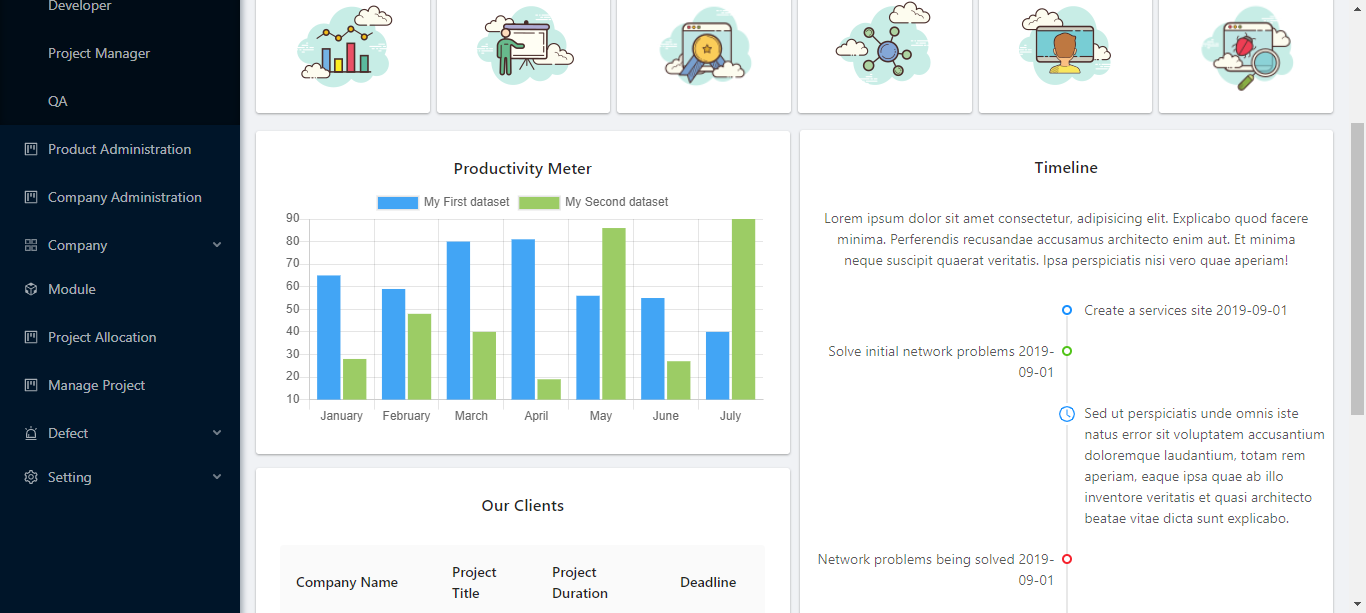 Developer
Project Manager
QA
Product Administration
Company Administration
Company
Module
Project Allocation
Manage Project
Defect
Setting
Productivity Meter
My First dataset My Second dataset
90
80
70
60
50
40
30
20
10
January February March April May June July
Our Clients
Company Name Project Title Project Duration Deadline
Timeline
Lorem ipsum dolor sit amet consectetur, adipisicing elit. Explicabo quod facere
minima. Perferendis recusandae accusamus architecto enim aut. Et minima
neque suscipit quaerat veritatis. Ipsa perspiciatis nisi vero quae aperiam!
Create a services site 2019-09-01
Solve initial network problems 2019-
09-01
Sed ut perspiciatis unde omnis iste
natus error sit voluptatem accusantium
doloremque laudantium, totam rem
aperiam, eaque ipsa quae ab illo
inventore veritatis et quasi architecto
beatae vitae dicta sunt explicabo.
Network problems being solved 2019-
09-01